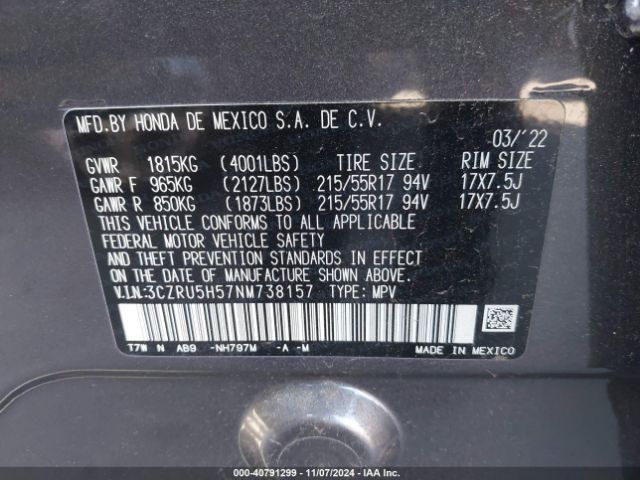 MFD.BY HONDA DE MEXICO S.A. DE C.V.
03/'22
GVWR 1815KG (4001LBS) TIRE SIZE RIM SIZE
GAWR F 965KG (2127LBS) 215/55R17 94V 17X7.5J
GAWR R 850KG (1873LBS) 215/55R17 94V 17X7.5J
THIS VEHICLE CONFORMS TO ALL APPLICABLE
FEDERAL MOTOR VEHICLE SAFETY
AND THEFT PREVENTION STANDARDS IN EFFECT
ON THE DATE OF MANUFACTURE SHOWN ABOVE.
V.I.N:3CZRU5H57NM738157 TYPE: MPV
T7W N AB9 -NH797M -A -M MADE IN MEXICO
000-40791299 - 11/07/2024 - IAA Inc.